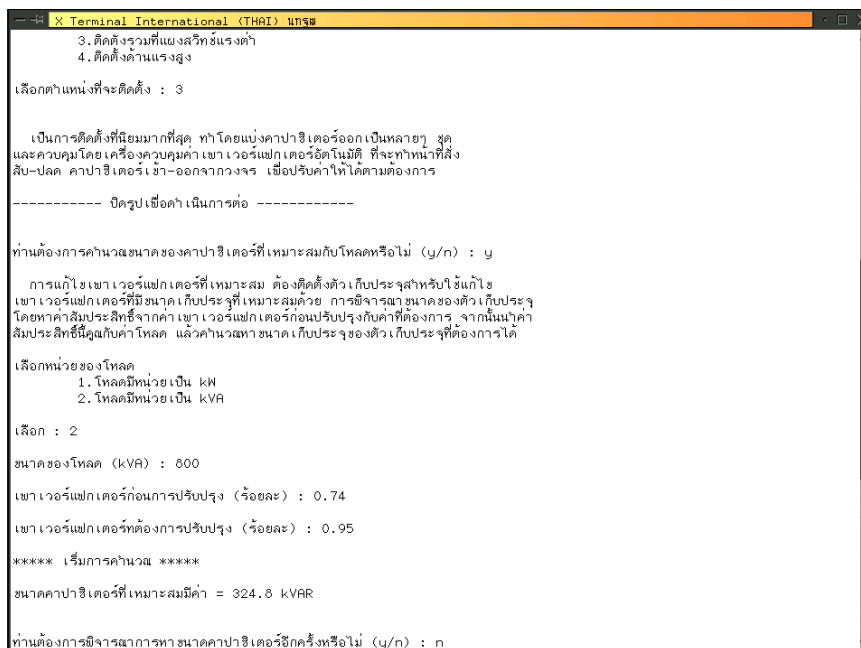 X Terminal International (THAI) นทรูฒ
3.ติดตั้งรวมที่แผงสวิทช์แรงต่ำ
4.ติดตั้งด้านแรงสูง
เลือกตำแหน่งที่จะติดตั้ง : 3
เป็นการติดตั้งที่นิยมมากที่สุด ทำโดยแบ่งคาปาซิเตอร์ออกเป็นหลายๆ ชุด
และควบคุมโดยเครื่องควบคุมค่าเพาเวอร์แฟกเตอร์อัตโนมัติ ที่จะทำหน้าที่สั่ง
สับ-ปลด คาปาซิเตอร์เข้า-ออกจากวงจร เพื่อปรับค่าให้ได้ตามต้องการ
----------- ปิดรูปเพื่อดำเนินการต่อ ------------
ท่านต้องการคำนวณขนาดของคาปาซิเตอร์ที่เหมาะสมกับโหลดหรือไม่ (y/n) : y
การแก้ไขเพาเวอร์แฟกเตอร์ที่เหมาะสม ต้องติดตั้งตัวเก็บประจุสำหรับใช้แก้ไข
เพาเวอร์แฟกเตอร์ที่มีขนาดเก็บประจุที่เหมาะสมด้วย การพิจารณาขนาดของตัวเก็บประจุ
โดยหาค่าสัมประสิทธิ์จากค่าเพาเวอร์แฟกเตอร์ก่อนปรับปรุงกับค่าที่ต้องการ จากนั้นนำค่า
สัมประสิทธิ์นี้คูณกับค่าโหลด แล้วคำนวณหาขนาดเก็บประจุของตัวเก็บประจุที่ต้องการได้
เลือกหน่วยของโหลด
1.โหลดมีหน่วยเป็น kW
2.โหลดมีหน่วยเป็น kVA
เลือก : 2
ขนาดของโหลด (kVA) : 800
เพาเวอร์แฟกเตอร์ก่อนการปรับปรุง (ร้อยละ) : 0.74
เพาเวอร์แฟกเตอร์ทต้องการปรับปรุง (ร้อยละ) : 0.95
***** เริ่มการคำนวณ *****
ขนาดคาปาซิเตอร์ที่เหมาะสมมีค่า = 324.8 kVAR
ท่านต้องการพิจารณาการหาขนาดคาปาซิเตอร์อีกครั้งหรือไม่ (y/n) : n